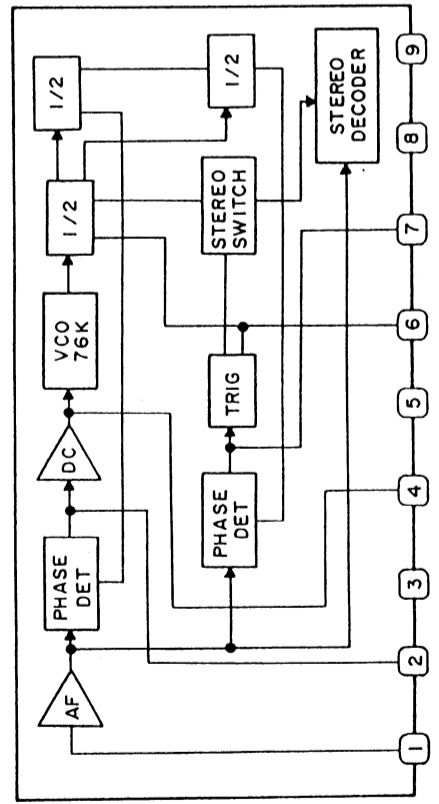 AF
PHASE
DET
DC
VCO
76K
1/2
1/2
1/2
PHASE
DET
TRIG
STEREO
SWITCH
STEREO
DECODER
1
2
3
4
5
6
7
8
9